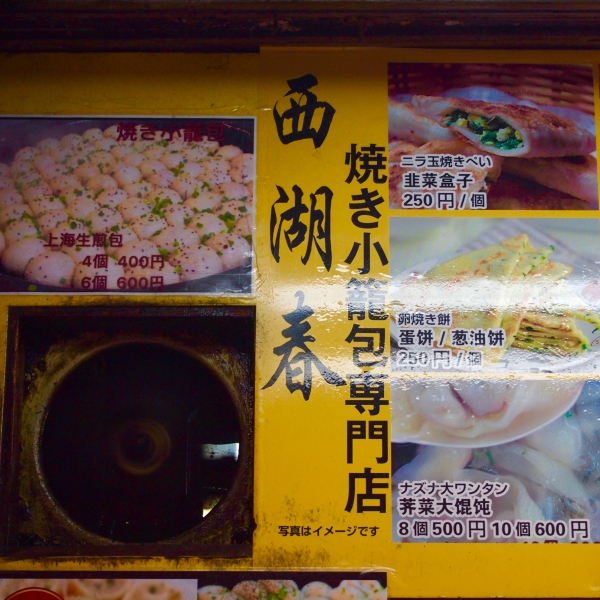 焼き小籠包
上海生煎包
4個 400円
6個 600円
西湖春
焼き小籠包専門店
写真はイメージです
ニラ玉焼きぺい
韭菜盒子
250円/個
卵焼き餅
蛋饼/葱油饼
250円/個
ナズナ大ワンタン
荠菜大馄饨
8個500円 10個600円